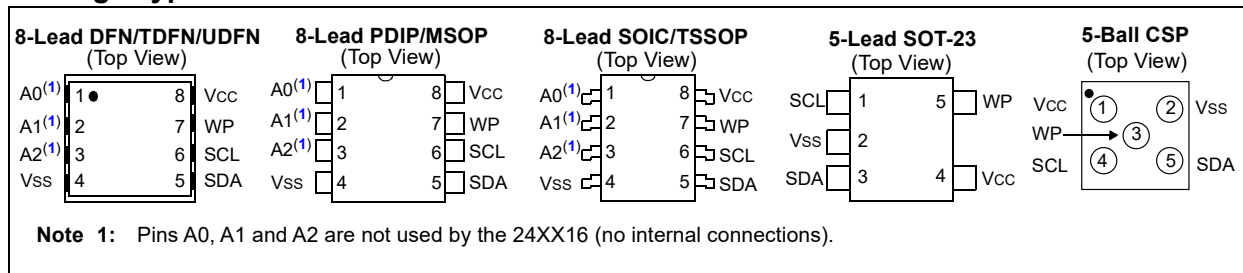 8-Lead DFN/TDFN/UDFN
(Top View)
A0(1) 1 8 VCC
A1(1) 2 7 WP
A2(1) 3 6 SCL
VSS 4 5 SDA
8-Lead PDIP/MSOP
(Top View)
A0(1) 1 8 VCC
A1(1) 2 7 WP
A2(1) 3 6 SCL
VSS 4 5 SDA
8-Lead SOIC/TSSOP
(Top View)
A0(1) 1 8 VCC
A1(1) 2 7 WP
A2(1) 3 6 SCL
VSS 4 5 SDA
5-Lead SOT-23
(Top View)
SCL 1 5 WP
VSS 2
SDA 3 4 VCC
5-Ball CSP
(Top View)
VCC 1 2 VSS
WP 3
SCL 4 5 SDA
Note 1: Pins A0, A1 and A2 are not used by the 24XX16 (no internal connections).